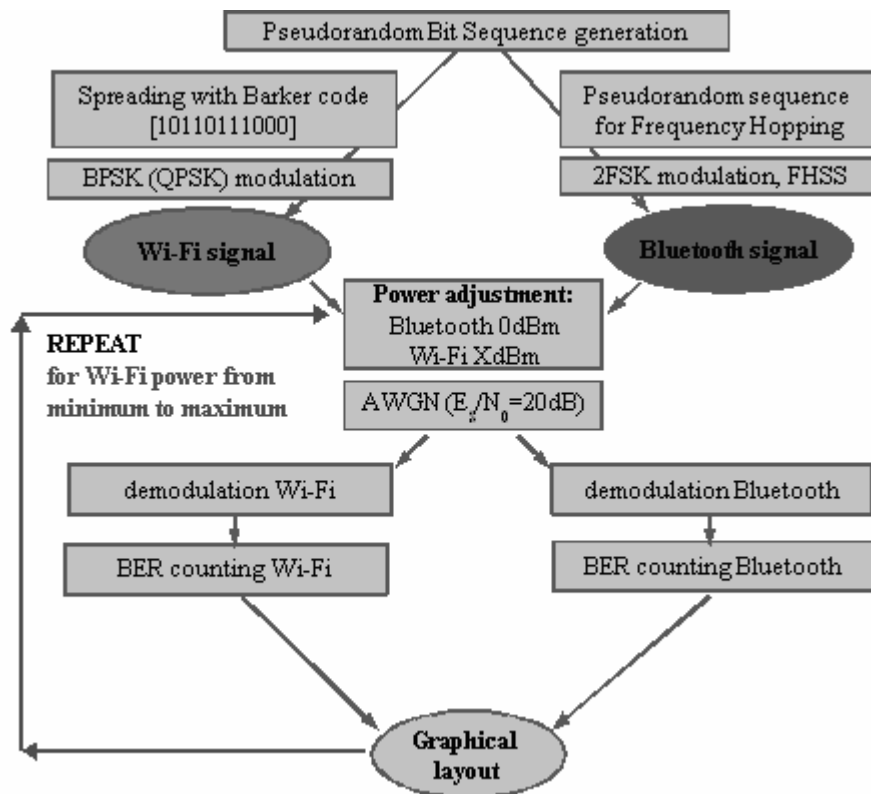 Pseudorandom Bit Sequence generation
Spreading with Barker code
[10110111000]
Pseudorandom sequence
for Frequency Hopping
BPSK (QPSK) modulation
2FSK modulation, FHSS
Wi-Fi signal
Bluetooth signal
Power adjustment:
Bluetooth 0dBm
Wi-Fi XdBm
REPEAT
for Wi-Fi power from
minimum to maximum
AWGN (Es/N0=20dB)
demodulation Wi-Fi
demodulation Bluetooth
BER counting Wi-Fi
BER counting Bluetooth
Graphical
layout